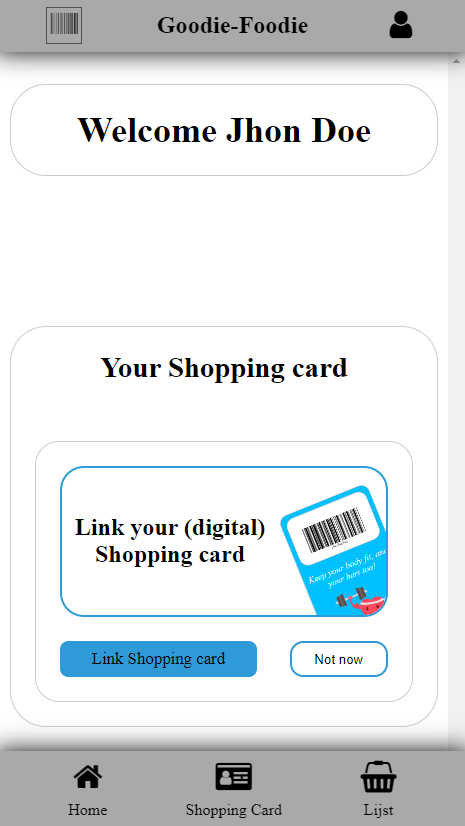 Goodie-Foodie
Welcome Jhon Doe
Your Shopping card
Link your (digital)
Shopping card
Keep your body fit, and
your hart too!
Link Shopping card
Not now
Home
Shopping Card
Lijst